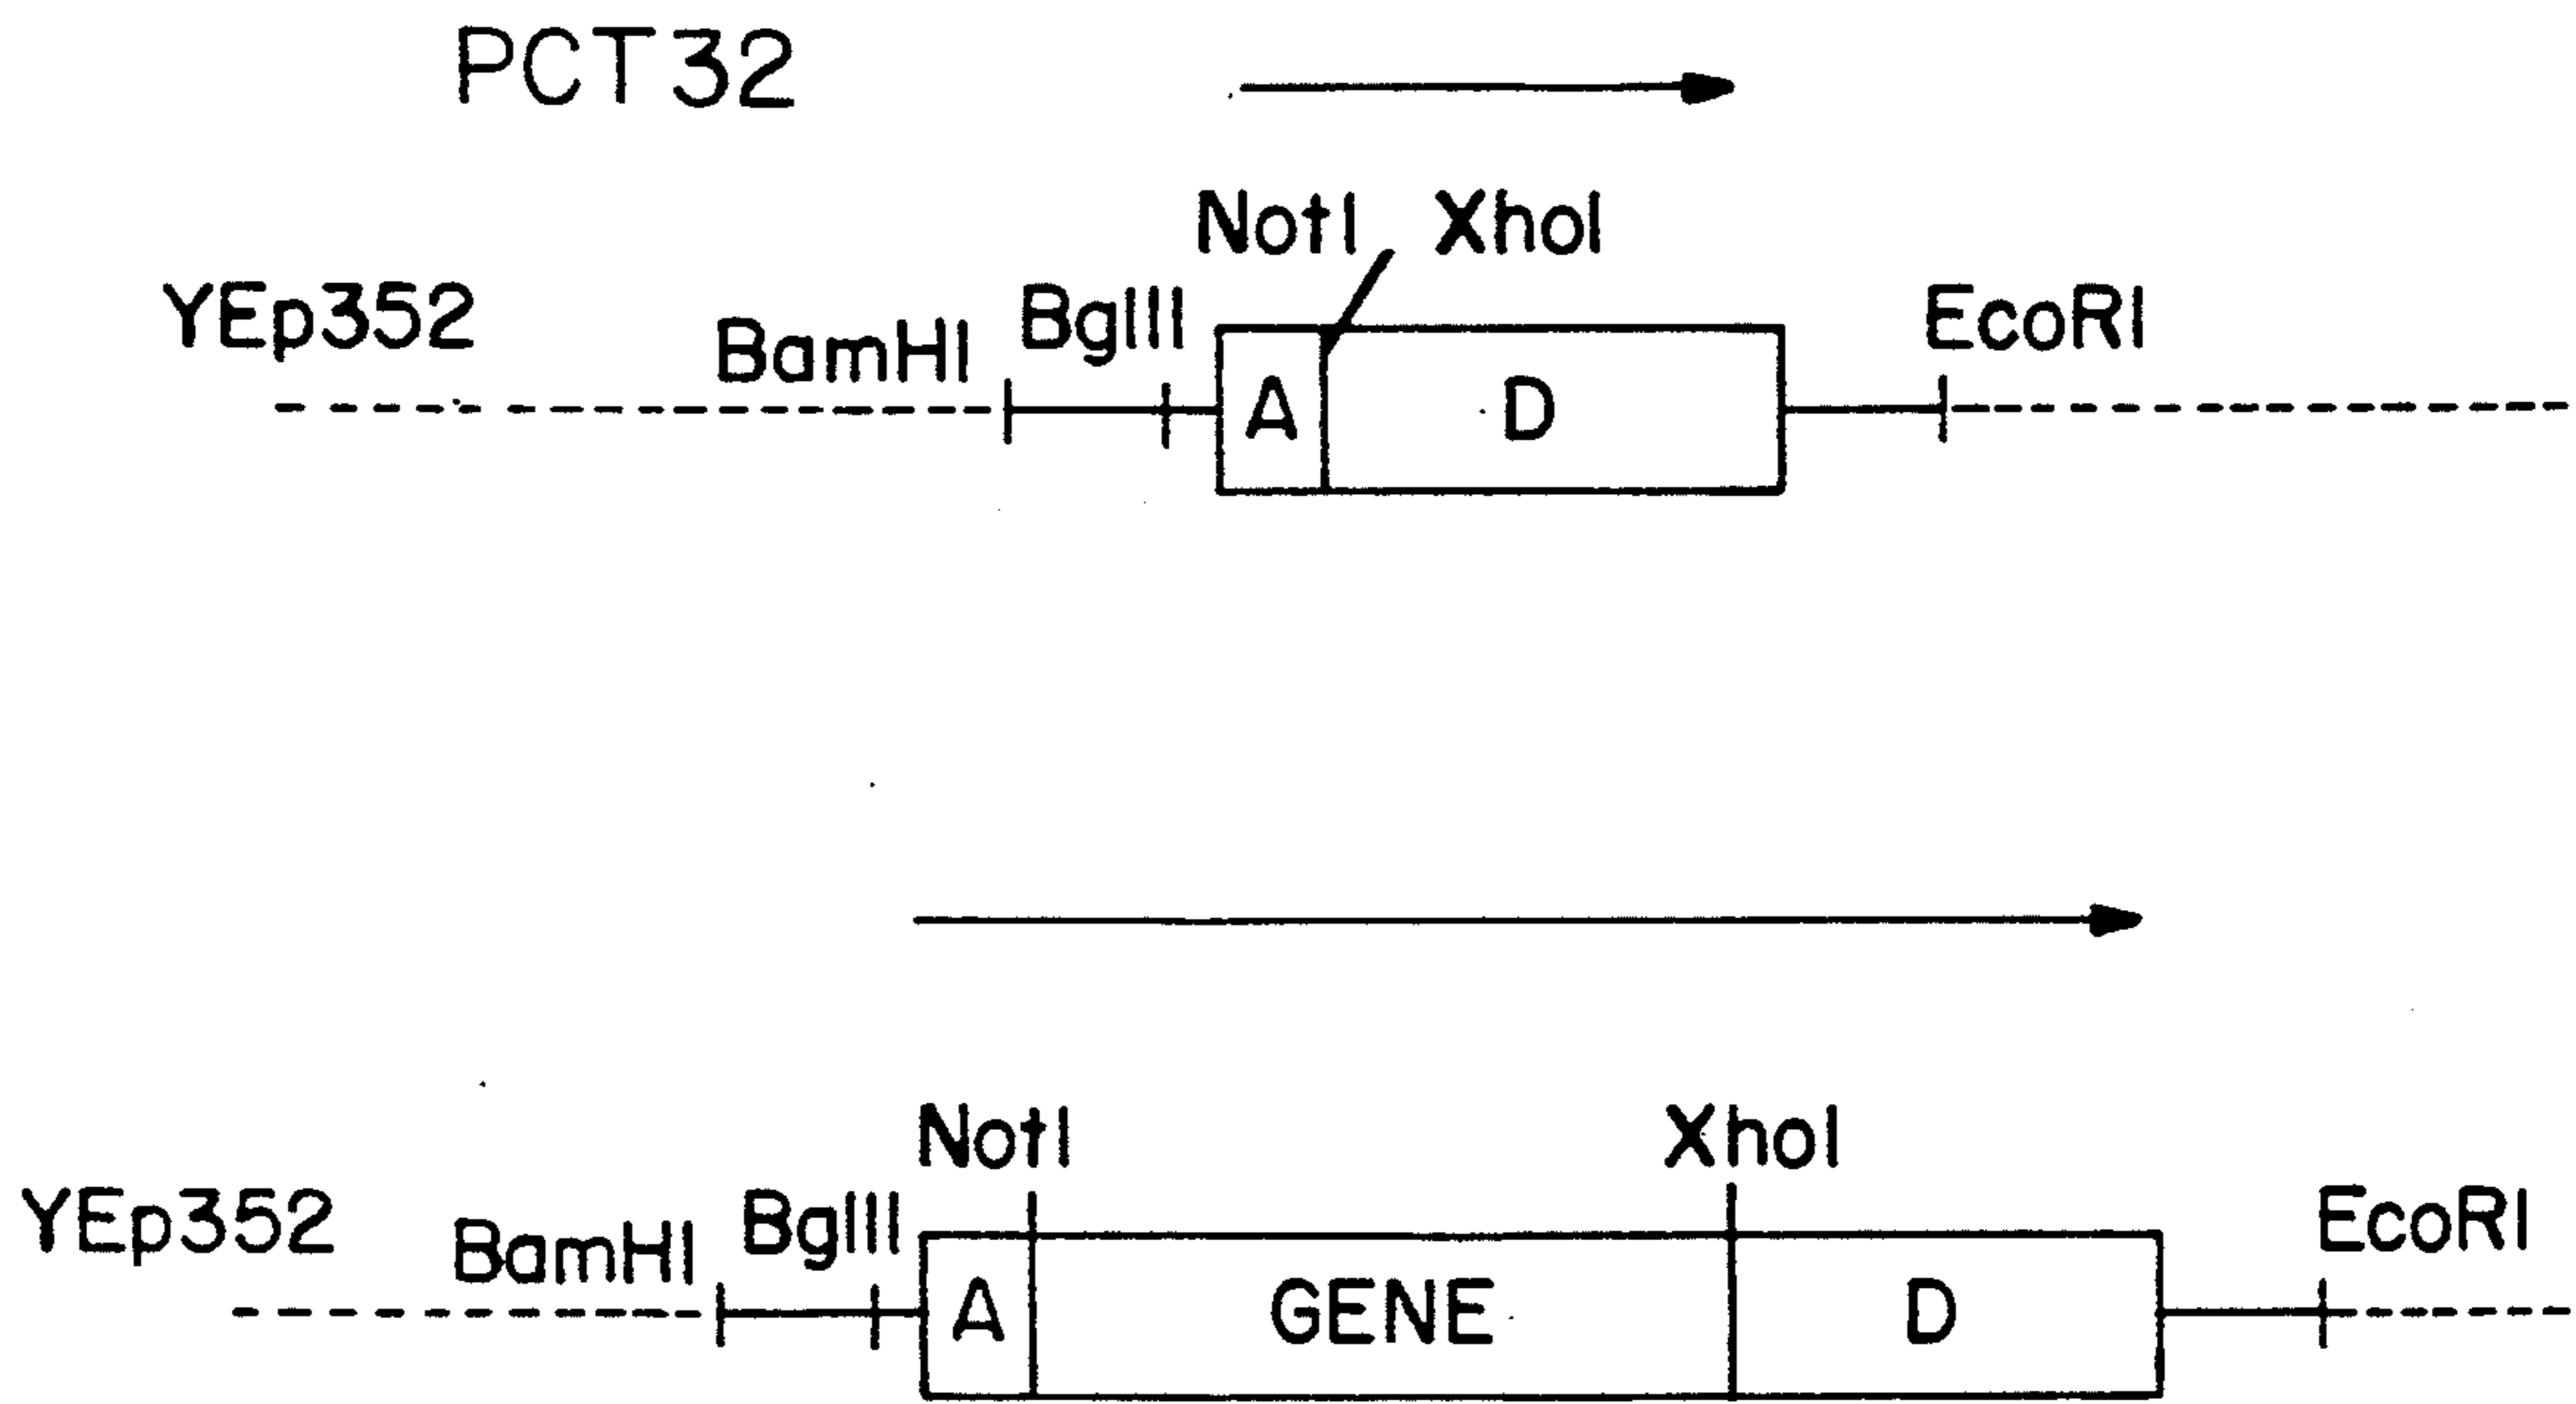 PCT32
NotI XhoI
YEp352 BamHI BglII EcoRI
A D
NotI XhoI
YEp352 BamHI BglII EcoRI
A GENE D